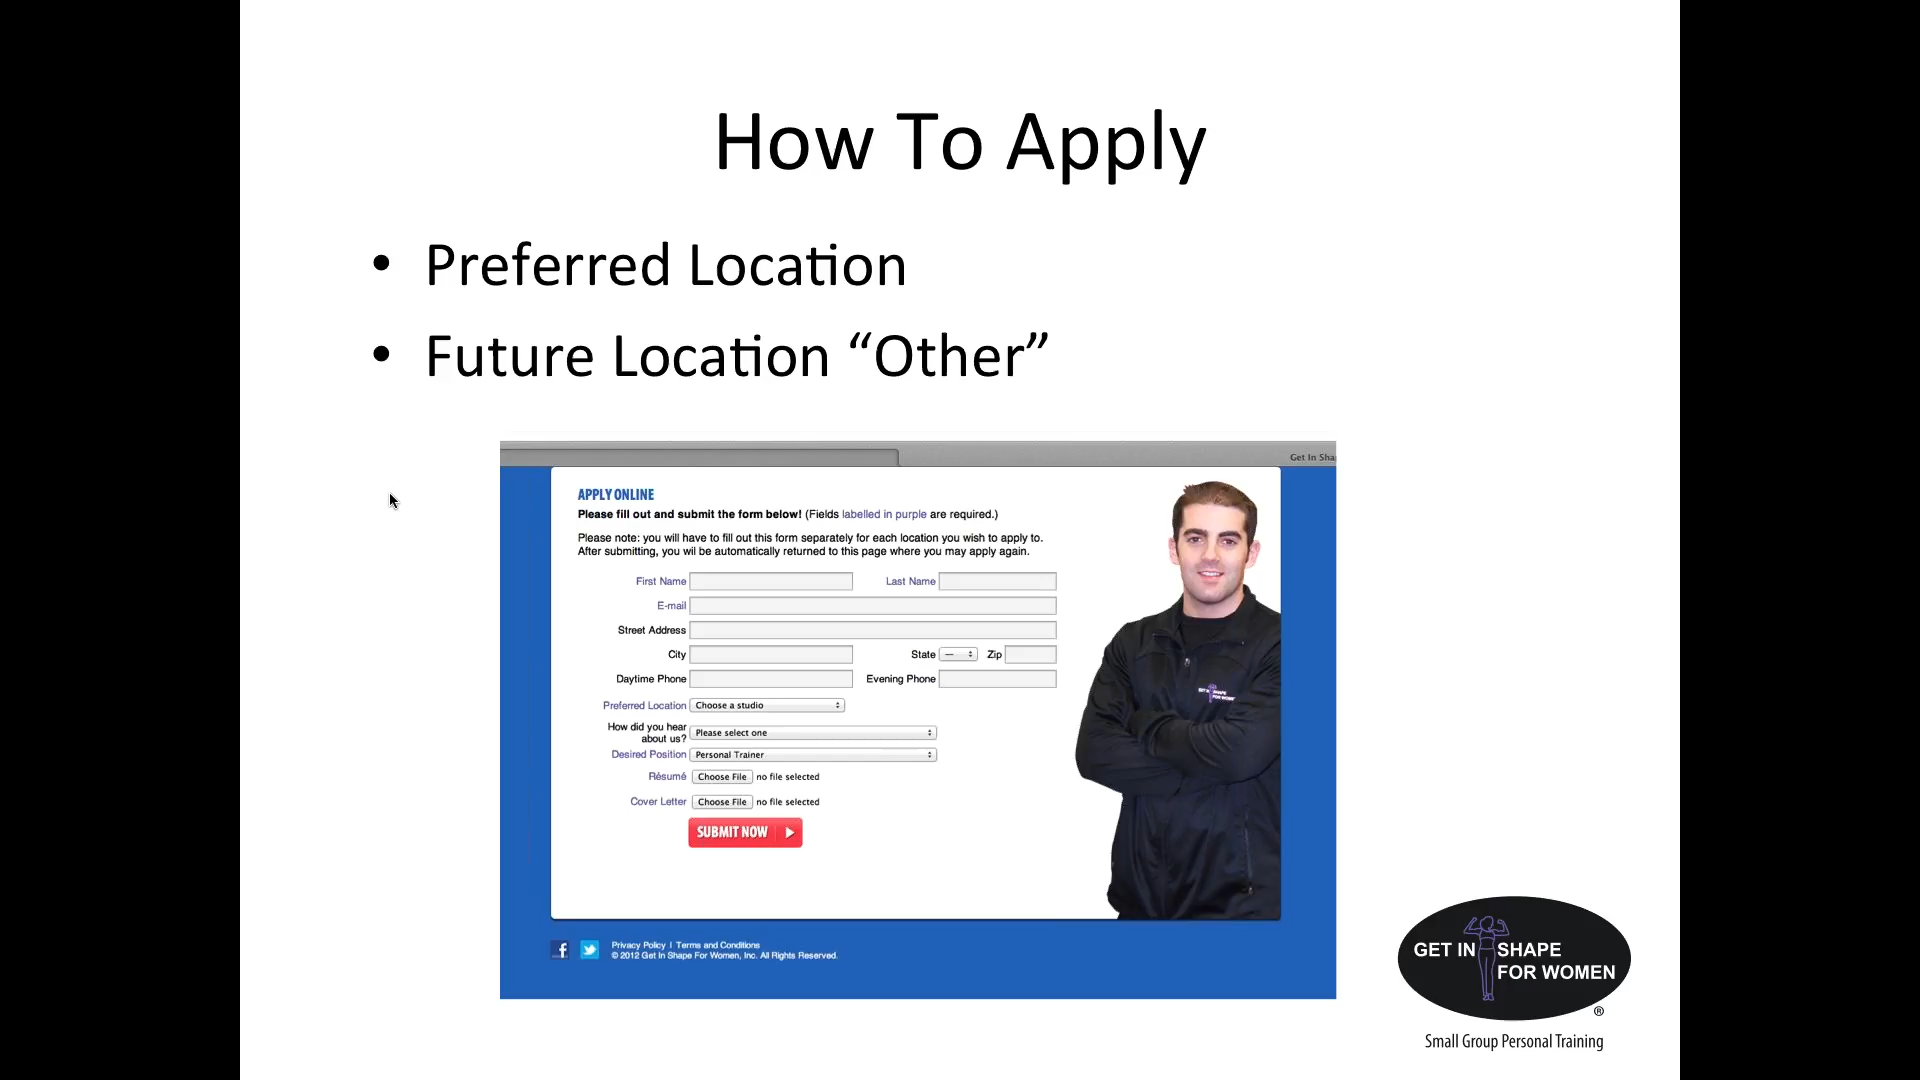 How To Apply
• Preferred Location
• Future Location “Other”
Get In Sha
APPLY ONLINE
Please fill out and submit the form below! (Fields labelled in purple are required.)
Please note: you will have to fill out this form separately for each location you wish to apply to.
After submitting, you wil be automatically returned to this page where you may apply again.
First Name Last Name
E-mail
Street Address
City State — Zip
Daytime Phone Evening Phone
Preferred Location Choose a studio
How did you hear
about us? Please select one
Desired Position Personal Trainer
Résumé Choose File no file selected
Cover Letter Choose File no file selected
SUBMIT NOW
GET IN SHAPE
FOR WOMEN
Privacy Policy | Terms and Conditions
© 2012 Get In Shape For Women, Inc. All Rights Reserved.
GET IN SHAPE
FOR WOMEN
®
Small Group Personal Training